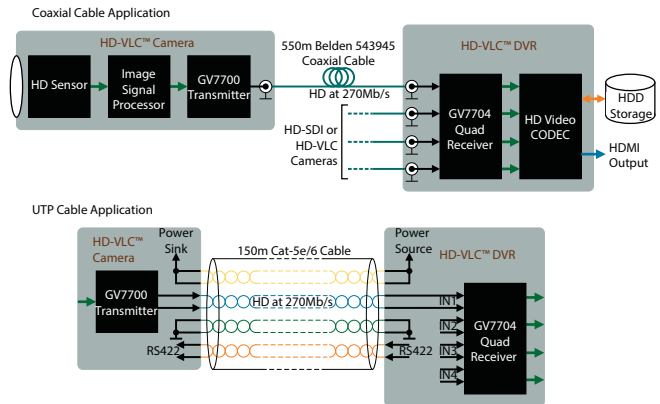 Coaxial Cable Application
HD-VLC™ Camera
HD Sensor
Image
Signal
Processor
GV7700
Transmitter
550m Belden 543945
Coaxial Cable
HD at 270Mb/s
HD-SDI or
HD-VLC
Cameras
HD-VLC™ DVR
GV7704
Quad
Receiver
HD Video
CODEC
HDD
Storage
HDMI
Output
UTP Cable Application
HD-VLC™
Camera
Power
Sink
GV7700
Transmitter
RS422
150m Cat-5e/6 Cable
HD at 270Mb/s
Power
Source
HD-VLC™ DVR
RS422
IN1
IN2
IN3
IN4
GV7704
Quad
Receiver